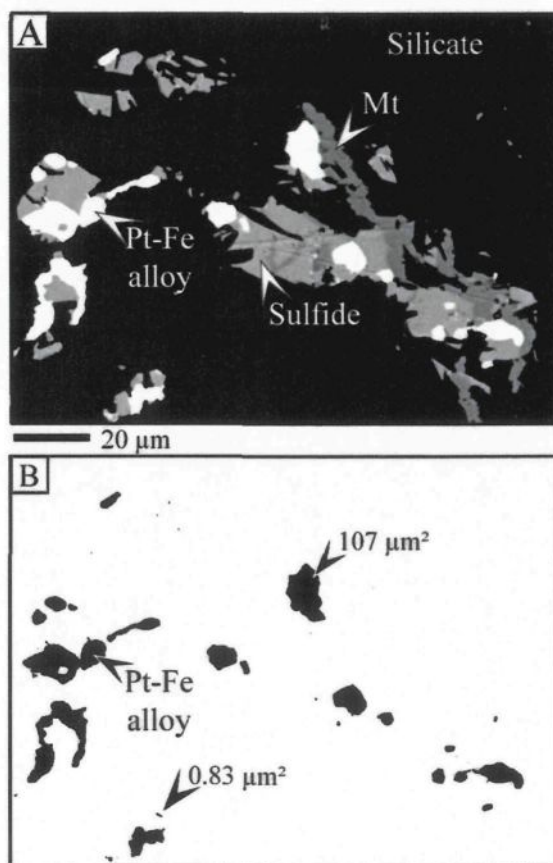 A
Silicate
Mt
Pt-Fe
alloy
Sulfide
20 µm
B
107 µm²
Pt-Fe
alloy
0.83 µm²